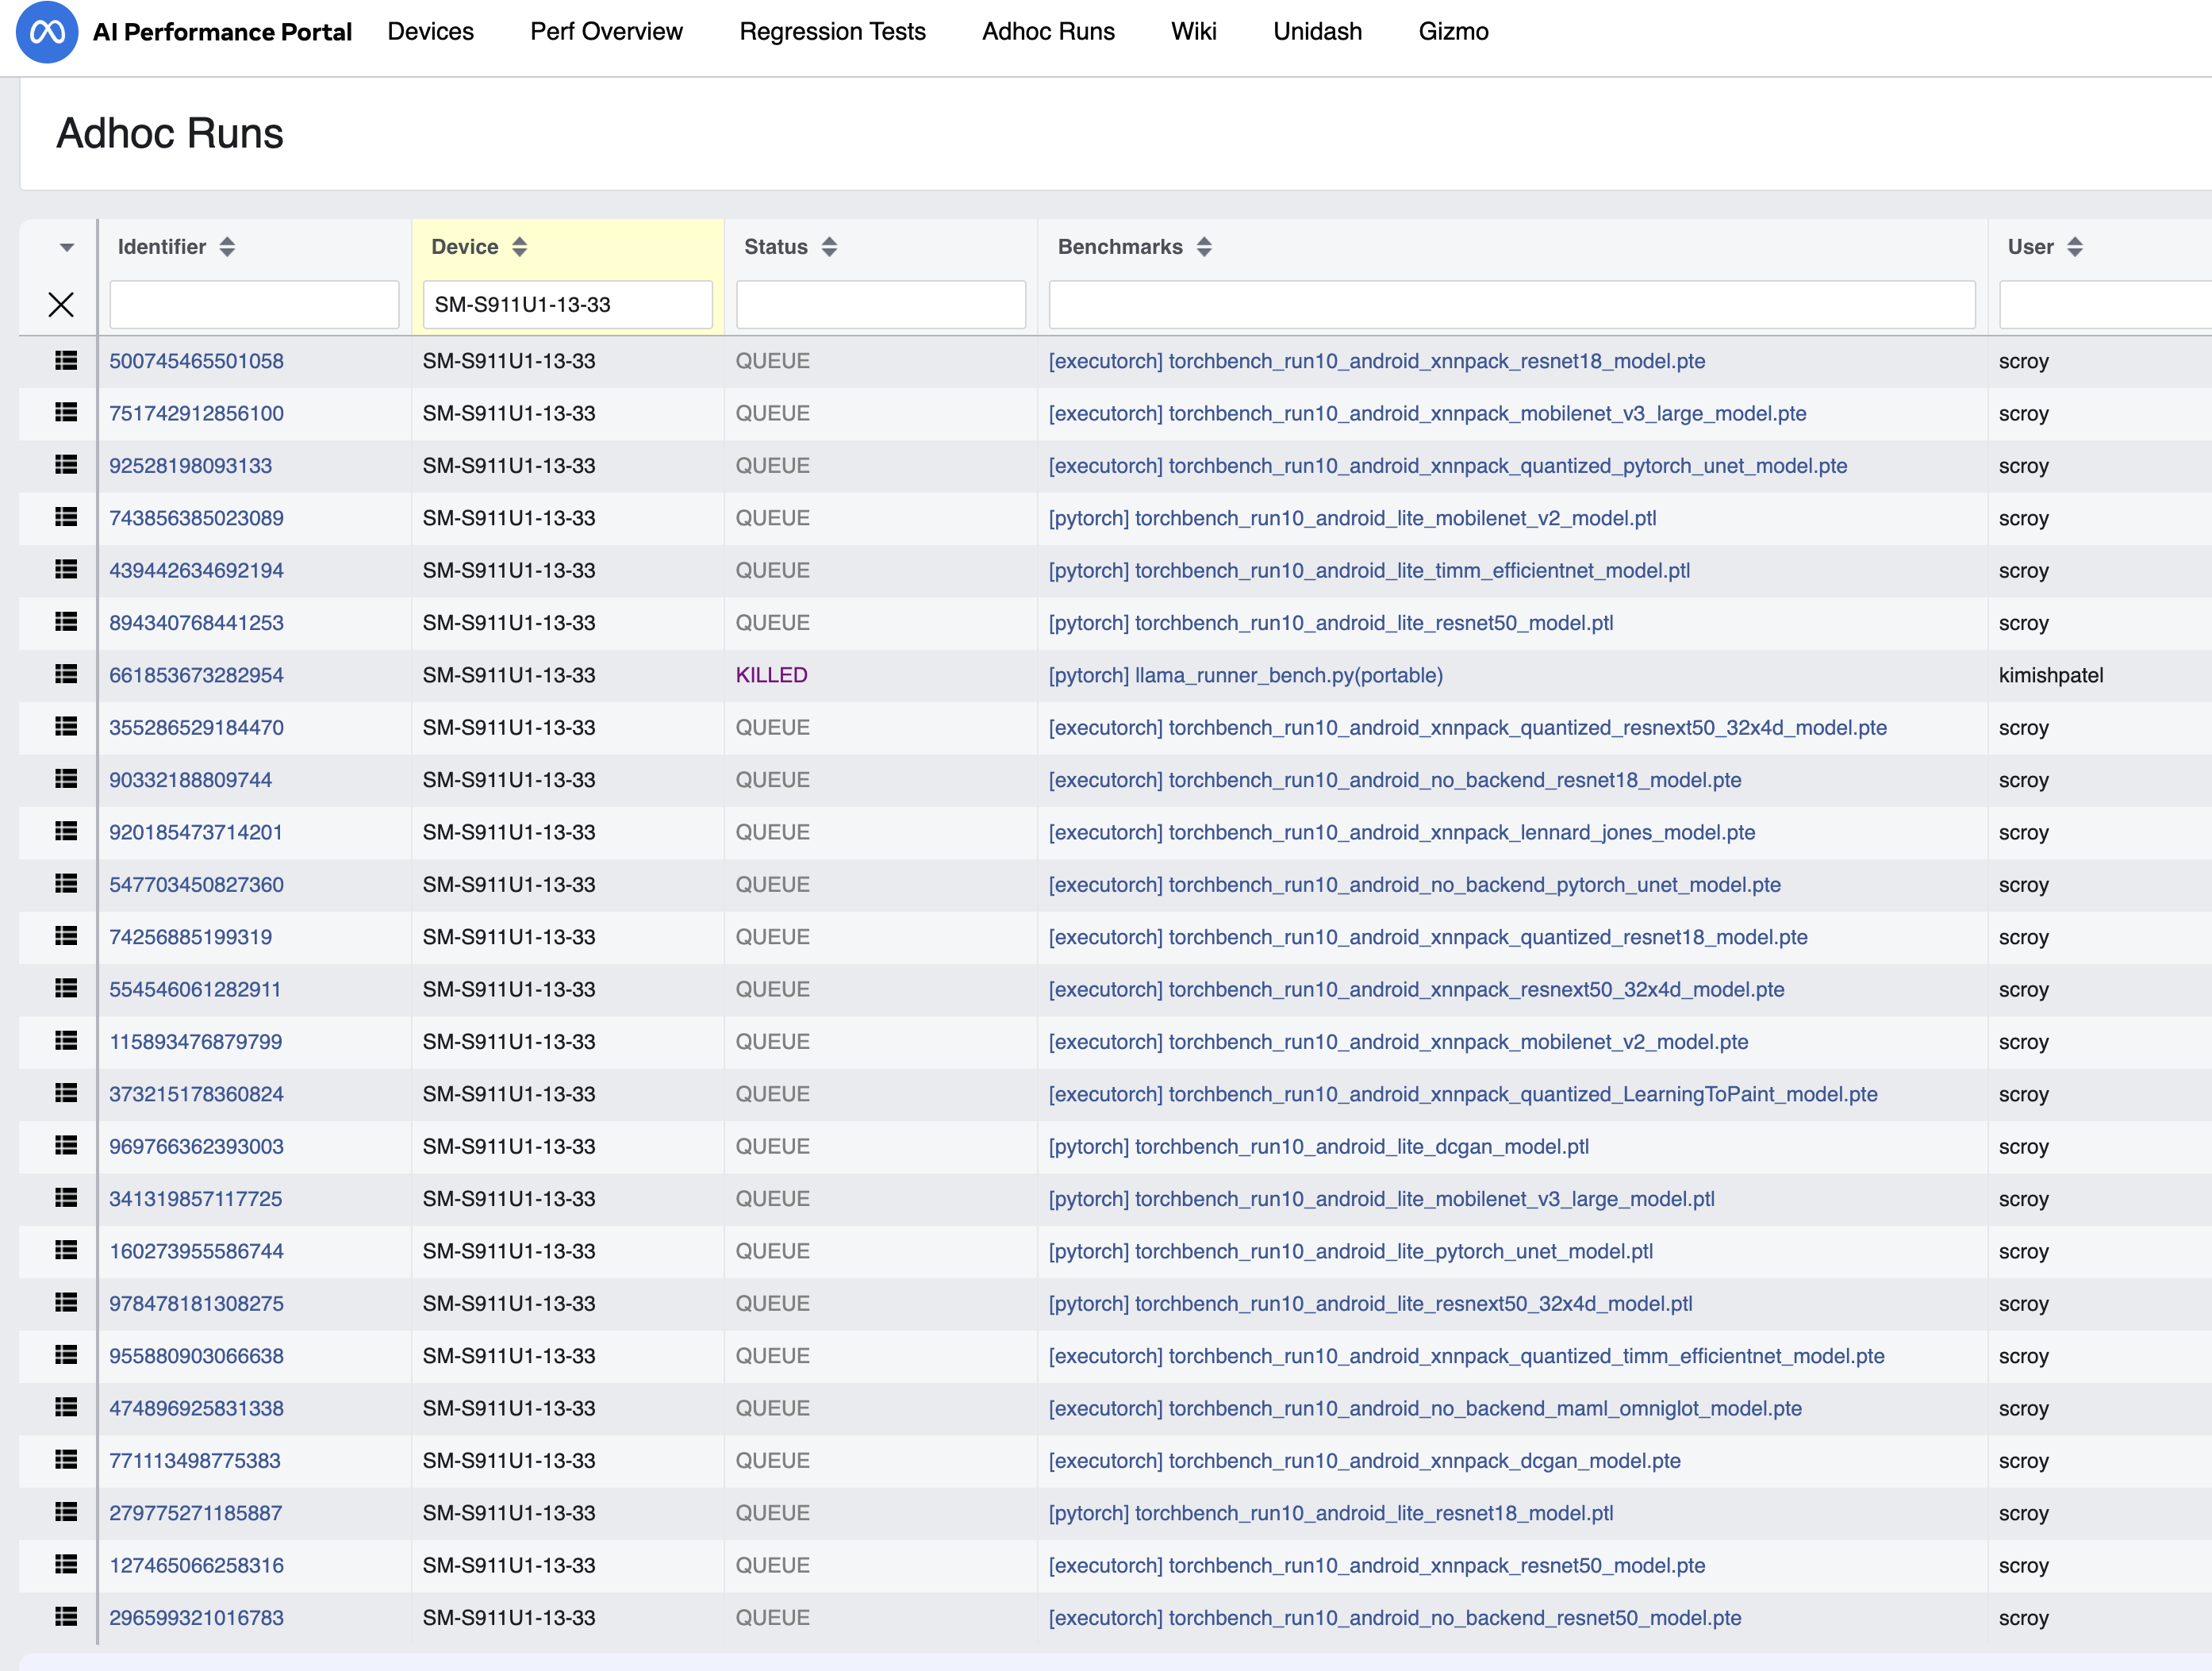 AI Performance Portal Devices Perf Overview Regression Tests Adhoc Runs Wiki Unidash Gizmo
Adhoc Runs
Identifier Device Status Benchmarks User
SM-S911U1-13-33
500745465501058 SM-S911U1-13-33 QUEUE [executorch] torchbench_run10_android_xnnpack_resnet18_model.pte scroy
751742912856100 SM-S911U1-13-33 QUEUE [executorch] torchbench_run10_android_xnnpack_mobilenet_v3_large_model.pte scroy
92528198093133 SM-S911U1-13-33 QUEUE [executorch] torchbench_run10_android_xnnpack_quantized_pytorch_unet_model.pte scroy
743856385023089 SM-S911U1-13-33 QUEUE [pytorch] torchbench_run10_android_lite_mobilenet_v2_model.ptl scroy
439442634692194 SM-S911U1-13-33 QUEUE [pytorch] torchbench_run10_android_lite_timm_efficientnet_model.ptl scroy
894340768441253 SM-S911U1-13-33 QUEUE [pytorch] torchbench_run10_android_lite_resnet50_model.ptl scroy
661853673282954 SM-S911U1-13-33 KILLED [pytorch] llama_runner_bench.py(portable) kimishpatel
355286529184470 SM-S911U1-13-33 QUEUE [executorch] torchbench_run10_android_xnnpack_quantized_resnext50_32x4d_model.pte scroy
90332188809744 SM-S911U1-13-33 QUEUE [executorch] torchbench_run10_android_no_backend_resnet18_model.pte scroy
920185473714201 SM-S911U1-13-33 QUEUE [executorch] torchbench_run10_android_xnnpack_lennard_jones_model.pte scroy
547703450827360 SM-S911U1-13-33 QUEUE [executorch] torchbench_run10_android_no_backend_pytorch_unet_model.pte scroy
74256885199319 SM-S911U1-13-33 QUEUE [executorch] torchbench_run10_android_xnnpack_quantized_resnet18_model.pte scroy
554546061282911 SM-S911U1-13-33 QUEUE [executorch] torchbench_run10_android_xnnpack_resnext50_32x4d_model.pte scroy
115893476879799 SM-S911U1-13-33 QUEUE [executorch] torchbench_run10_android_xnnpack_mobilenet_v2_model.pte scroy
373215178360824 SM-S911U1-13-33 QUEUE [executorch] torchbench_run10_android_xnnpack_quantized_LearningToPaint_model.pte scroy
969766362393003 SM-S911U1-13-33 QUEUE [pytorch] torchbench_run10_android_lite_dcgan_model.ptl scroy
341319857117725 SM-S911U1-13-33 QUEUE [pytorch] torchbench_run10_android_lite_mobilenet_v3_large_model.ptl scroy
160273955586744 SM-S911U1-13-33 QUEUE [pytorch] torchbench_run10_android_lite_pytorch_unet_model.ptl scroy
978478181308275 SM-S911U1-13-33 QUEUE [pytorch] torchbench_run10_android_lite_resnext50_32x4d_model.ptl scroy
955880903066638 SM-S911U1-13-33 QUEUE [executorch] torchbench_run10_android_xnnpack_quantized_timm_efficientnet_model.pte scroy
474896925831338 SM-S911U1-13-33 QUEUE [executorch] torchbench_run10_android_no_backend_maml_omniglot_model.pte scroy
771113498775383 SM-S911U1-13-33 QUEUE [executorch] torchbench_run10_android_xnnpack_dcgan_model.pte scroy
279775271185887 SM-S911U1-13-33 QUEUE [pytorch] torchbench_run10_android_lite_resnet18_model.ptl scroy
127465066258316 SM-S911U1-13-33 QUEUE [executorch] torchbench_run10_android_xnnpack_resnet50_model.pte scroy
296599321016783 SM-S911U1-13-33 QUEUE [executorch] torchbench_run10_android_no_backend_resnet50_model.pte scroy